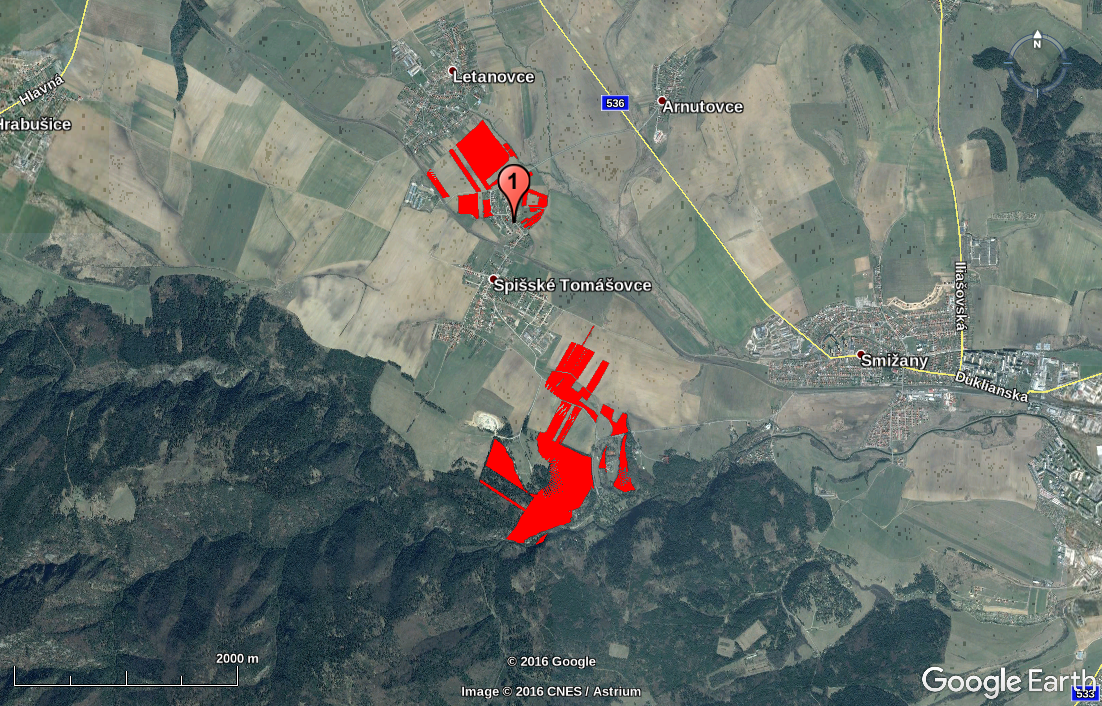 N
Letanovce
Hlavná
536
Arnutovce
Hrabušice
1
Iliašovská
Spišské Tomášovce
Smižany
Duklianska
2000 m
© 2016 Google
Image © 2016 CNES / Astrium
Google Earth
533